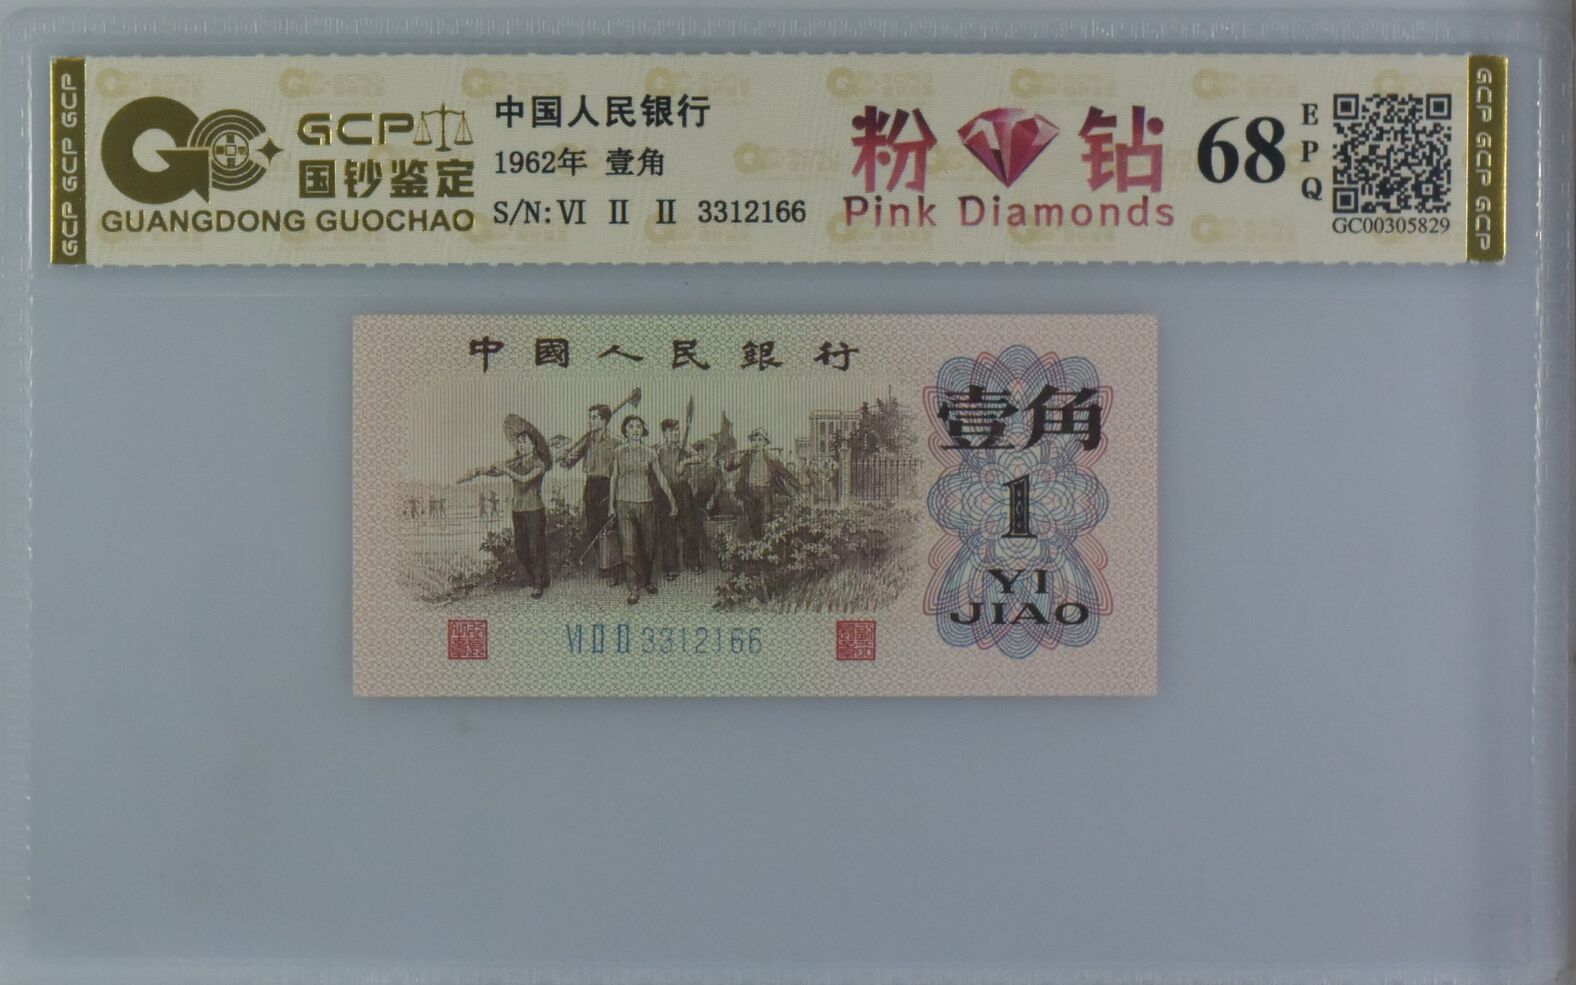 GCP GCP GCP
GCP
国钞鉴定
GUANGDONG GUOCHAO
中国人民银行
1962年 壹角
S/N: VI II II 3312166
粉 钻
Pink Diamonds
68
EPQ
GC00305829
GCP GCP GCP
中國人民銀行
壹角
1
YI
JIAO
VI II II 3312166